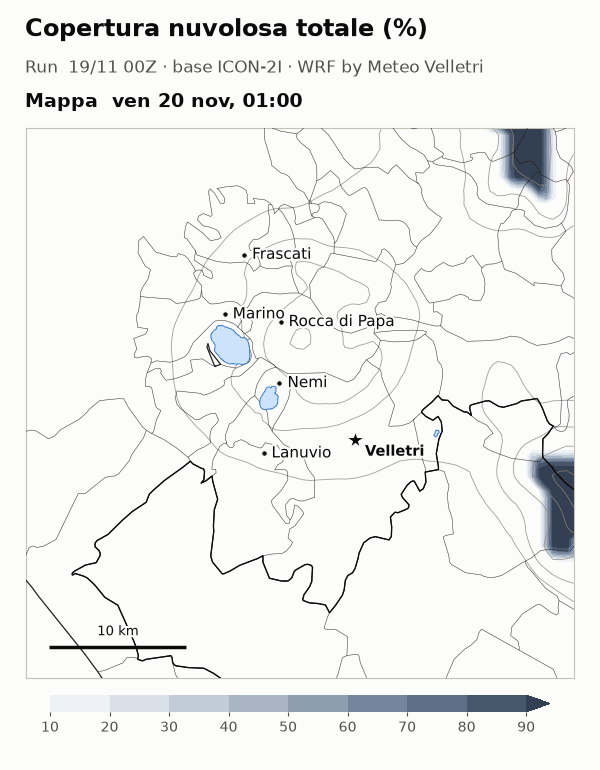 Copertura nuvolosa totale (%)
Run  19/11 00Z · base ICON-2I · WRF by Meteo Velletri
Mappa  ven 20 nov, 01:00
Frascati
Marino
Rocca di Papa
Nemi
Velletri
Lanuvio
10 km
10 20 30 40 50 60 70 80 90